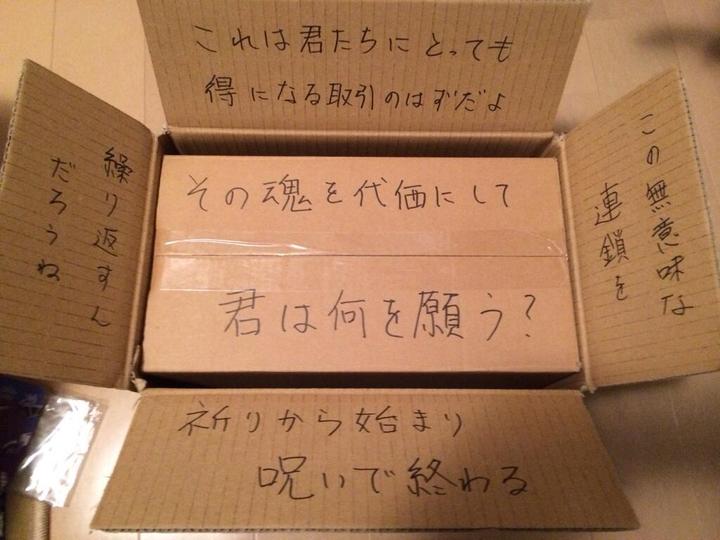 これは君たちにとっても
得になる取引のはずだよ
この無意味な
連鎖を
繰り返すん
だろうね
その魂を代価にして
君は何を願う？
祈りから始まり
呪いで終わる